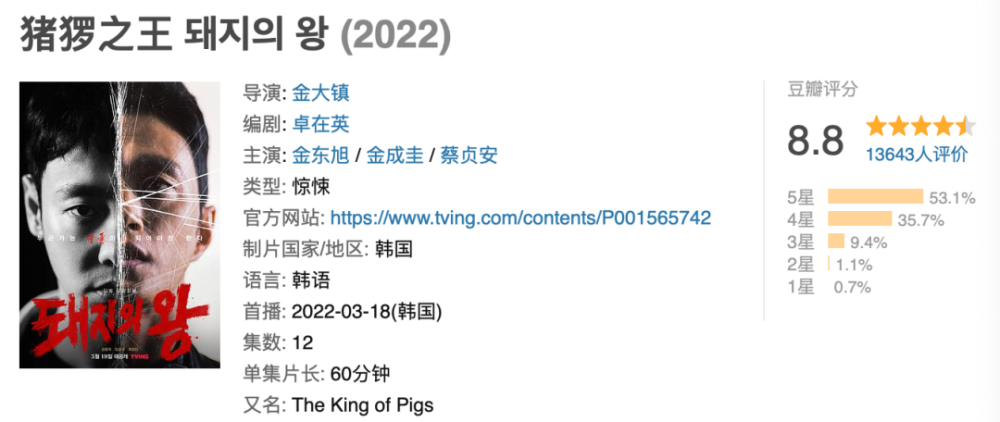 猪猡之王 돼지의 왕 (2022)
导演: 金大镇
编剧: 卓在英
主演: 金东旭 / 金成圭 / 蔡贞安
类型: 惊悚
官方网站: https://www.tving.com/contents/P001565742
制片国家/地区: 韩国
语言: 韩语
首播: 2022-03-18(韩国)
集数: 12
单集片长: 60分钟
又名: The King of Pigs
豆瓣评分
8.8
13643人评价
5星 53.1%
4星 35.7%
3星 9.4%
2星 1.1%
1星 0.7%
돼지의 왕
TVING